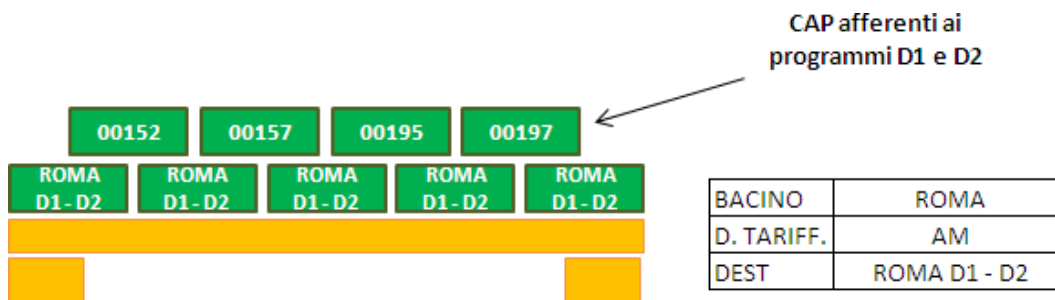 CAP afferenti ai
programmi D1 e D2
00152 00157 00195 00197
ROMA ROMA ROMA ROMA ROMA
D1 - D2 D1 - D2 D1 - D2 D1 - D2 D1 - D2
BACINO ROMA
D. TARIFF. AM
DEST ROMA D1 - D2